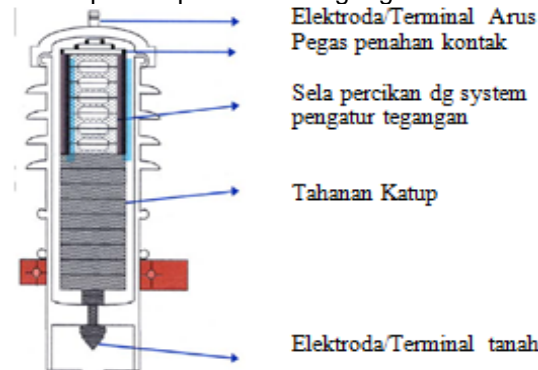 Elektroda/Terminal Arus
Pegas penahan kontak
Sela percikan dg system
pengatur tegangan
Tahanan Katup
Elektroda/Terminal tanah